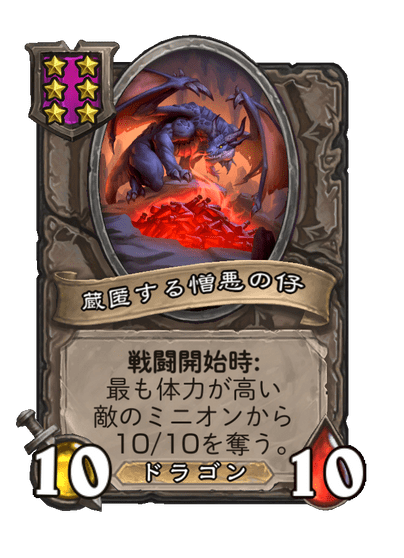 蔵匿する憎悪の仔
戦闘開始時:
最も体力が高い
敵のミニオンから
10/10を奪う。
ドラゴン
10
10